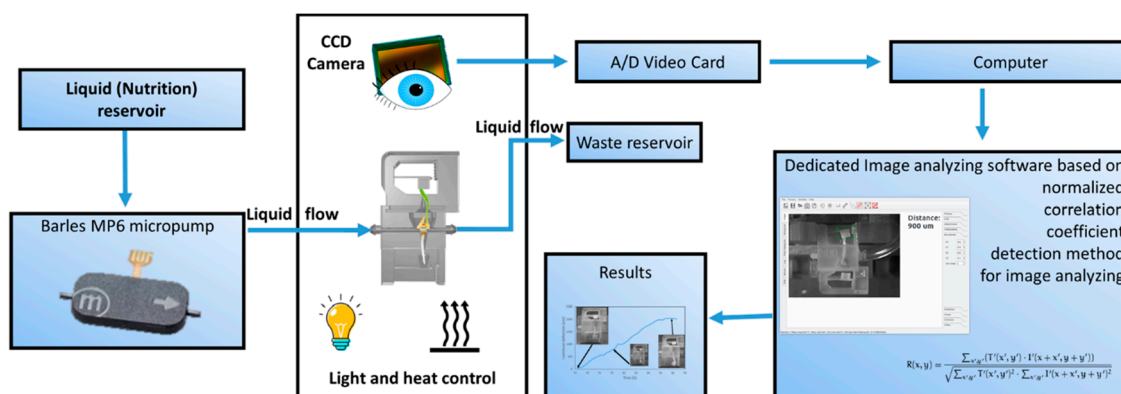 Liquid (Nutrition)
reservoir
Barles MP6 micropump
m
Liquid flow
CCD
Camera
Light and heat control
Liquid flow
A/D Video Card
Waste reservoir
Computer
Dedicated Image analyzing software based on
normalized
correlation
coefficient
detection method
for image analyzing
Distance:
900 um
R(x, y) = ∑x′y′(T′(x′, y′) · I′(x + x′, y + y′)) / √∑x′y′ T′(x′, y′)² · ∑x′y′ I′(x + x′, y + y′)²
Results